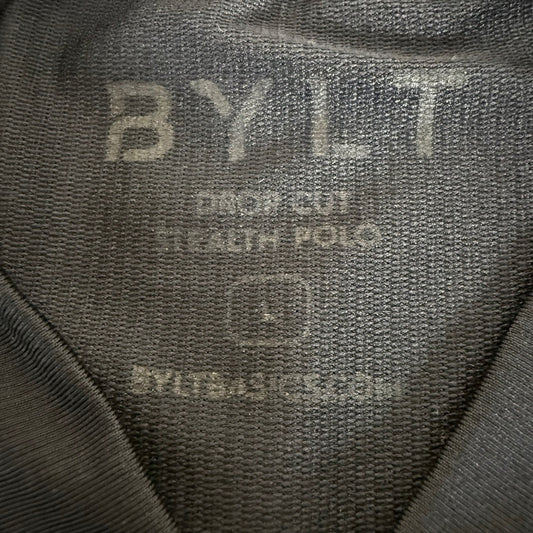 BYLT
DROP CUT
STEALTH POLO
L
BYLTBASICS.COM